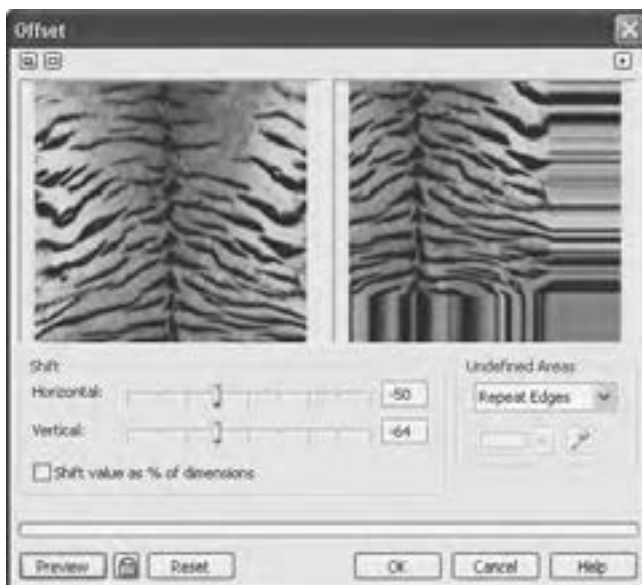 Offset
Shift
Horizontal:
-50
Vertical:
-64
Shift value as % of dimensions
Undefined Areas
Repeat Edges
Preview
Reset
OK
Cancel
Help